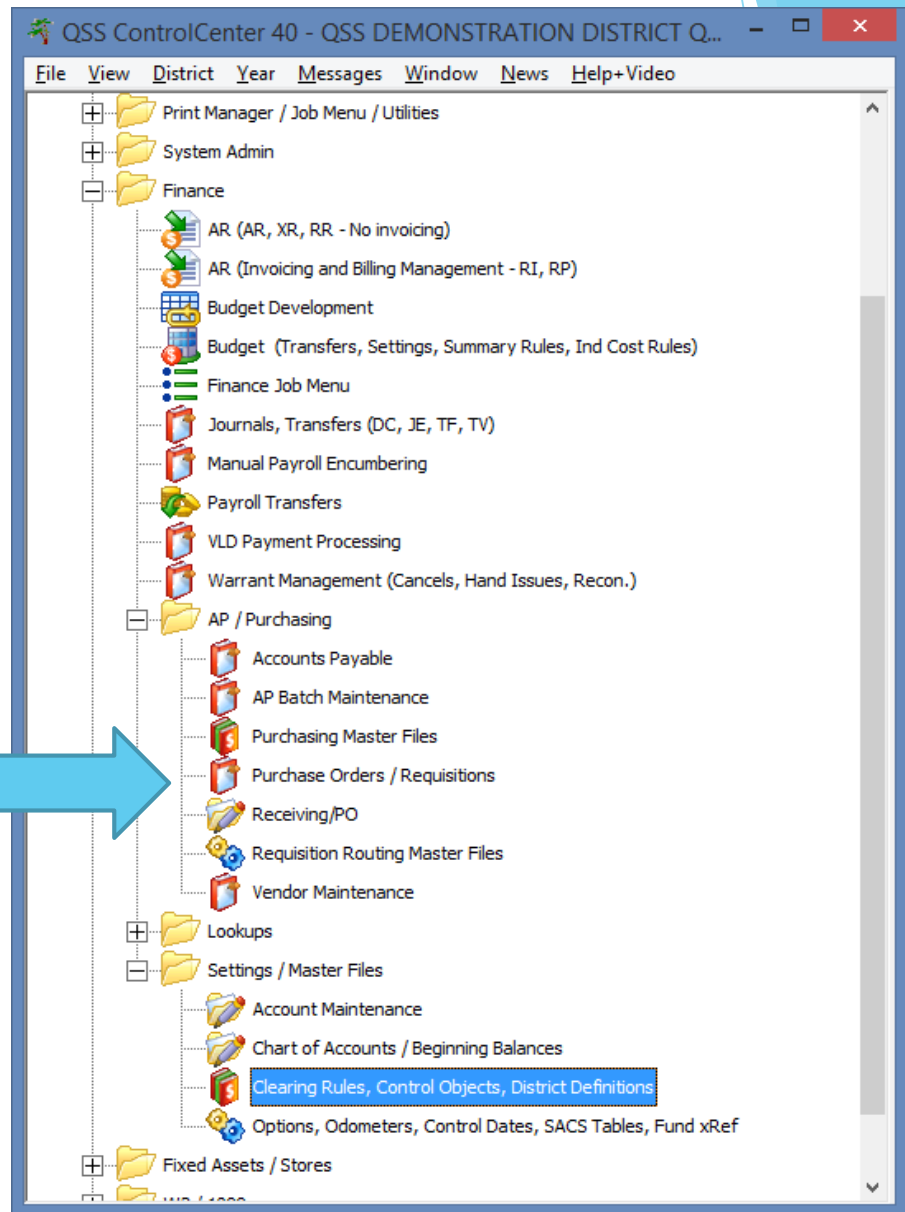 QSS ControlCenter 40 - QSS DEMONSTRATION DISTRICT Q...
File View District Year Messages Window News Help+Video
Print Manager / Job Menu / Utilities
System Admin
Finance
AR (AR, XR, RR - No invoicing)
AR (Invoicing and Billing Management - RI, RP)
Budget Development
Budget (Transfers, Settings, Summary Rules, Ind Cost Rules)
Finance Job Menu
Journals, Transfers (DC, JE, TF, TV)
Manual Payroll Encumbering
Payroll Transfers
VLD Payment Processing
Warrant Management (Cancels, Hand Issues, Recon.)
AP / Purchasing
Accounts Payable
AP Batch Maintenance
Purchasing Master Files
Purchase Orders / Requisitions
Receiving/PO
Requisition Routing Master Files
Vendor Maintenance
Lookups
Settings / Master Files
Account Maintenance
Chart of Accounts / Beginning Balances
Clearing Rules, Control Objects, District Definitions
Options, Odometers, Control Dates, SACS Tables, Fund xRef
Fixed Assets / Stores